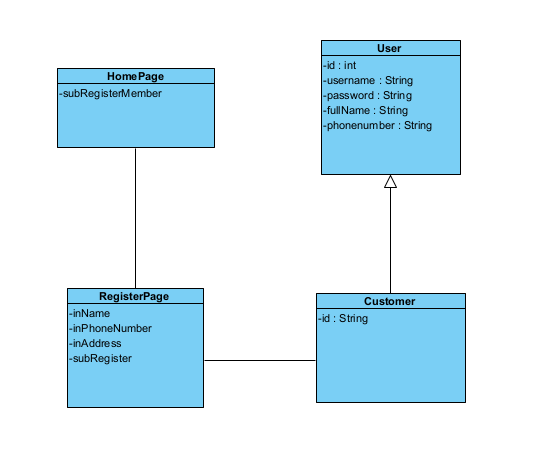 HomePage
-subRegisterMember
User
-id : int
-username : String
-password : String
-fullName : String
-phonenumber : String
RegisterPage
-inName
-inPhoneNumber
-inAddress
-subRegister
Customer
-id : String